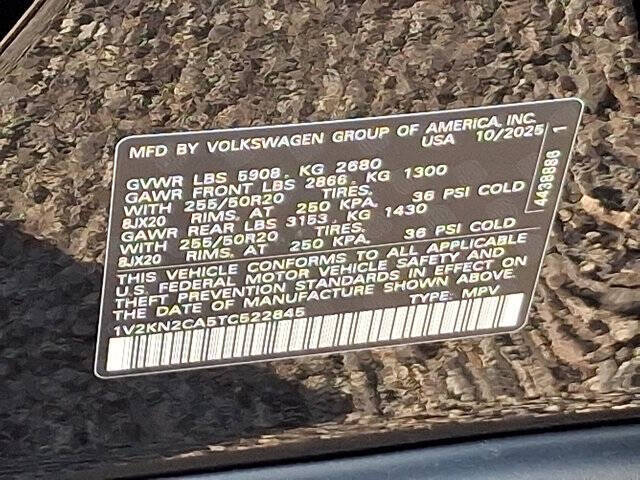 MFD BY VOLKSWAGEN GROUP OF AMERICA, INC.
USA 10/2025
GVWR LBS 5908. KG 2680
GAWR FRONT LBS 2866. KG 1300
WITH 255/50R20 TIRES.
8JX20 RIMS. AT 250 KPA. 36 PSI COLD
GAWR REAR LBS 3153. KG 1430
WITH 255/50R20 TIRES.
8JX20 RIMS. AT 250 KPA. 36 PSI COLD
THIS VEHICLE CONFORMS TO ALL APPLICABLE
U.S. FEDERAL MOTOR VEHICLE SAFETY AND
THEFT PREVENTION STANDARDS IN EFFECT ON
THE DATE OF MANUFACTURE SHOWN ABOVE.
1V2KN2CA5TC522845 TYPE: MPV
4438898 1